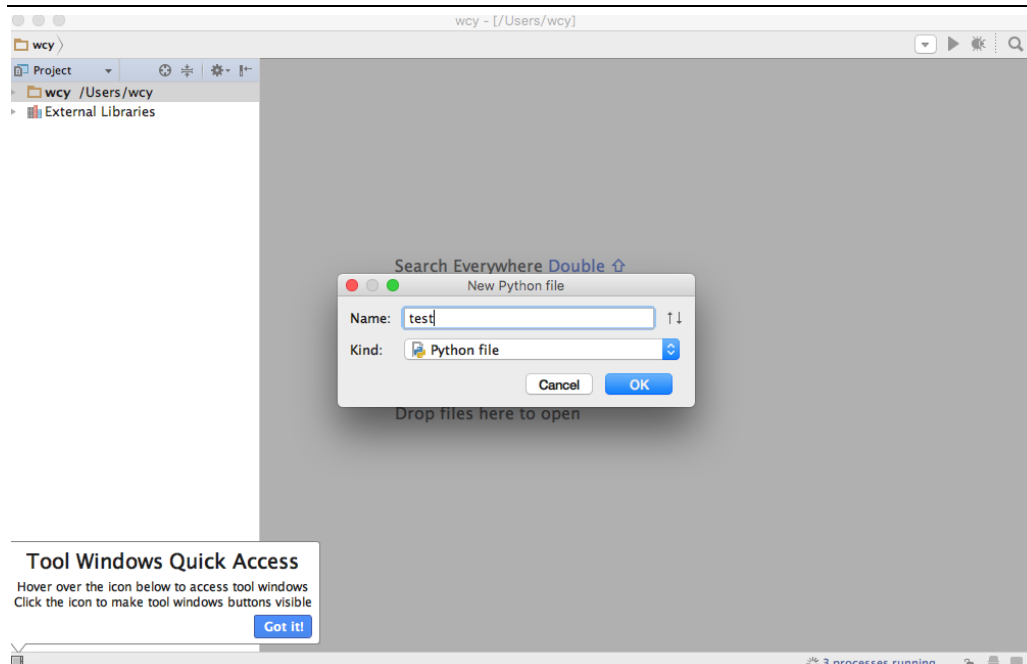 wcy - [/Users/wcy]
wcy
Project
wcy /Users/wcy
External Libraries
Search Everywhere Double ⇧
New Python file
Name: test
Kind: Python file
Cancel OK
Drop files here to open
Tool Windows Quick Access
Hover over the icon below to access tool windows
Click the icon to make tool windows buttons visible
Got it!
3 processes running